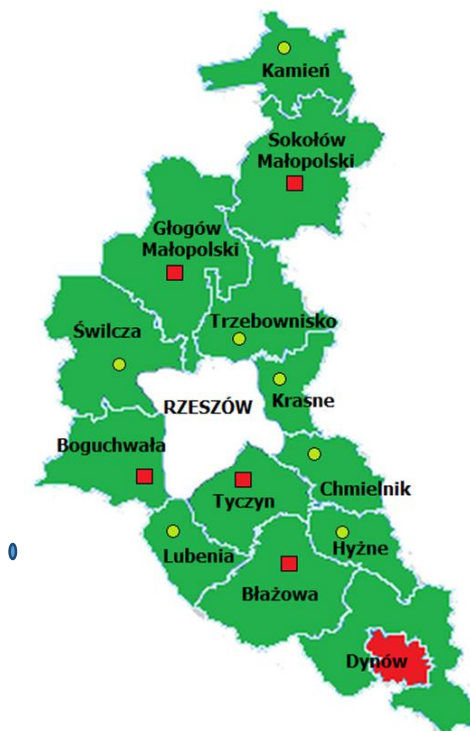 Kamień
Sokołów
Małopolski
Głogów
Małopolski
Świlcza
Trzebownisko
RZESZÓW
Krasne
Boguchwała
Chmielnik
Tyczyn
Lubenia
Hyżne
Błażowa
Dynów